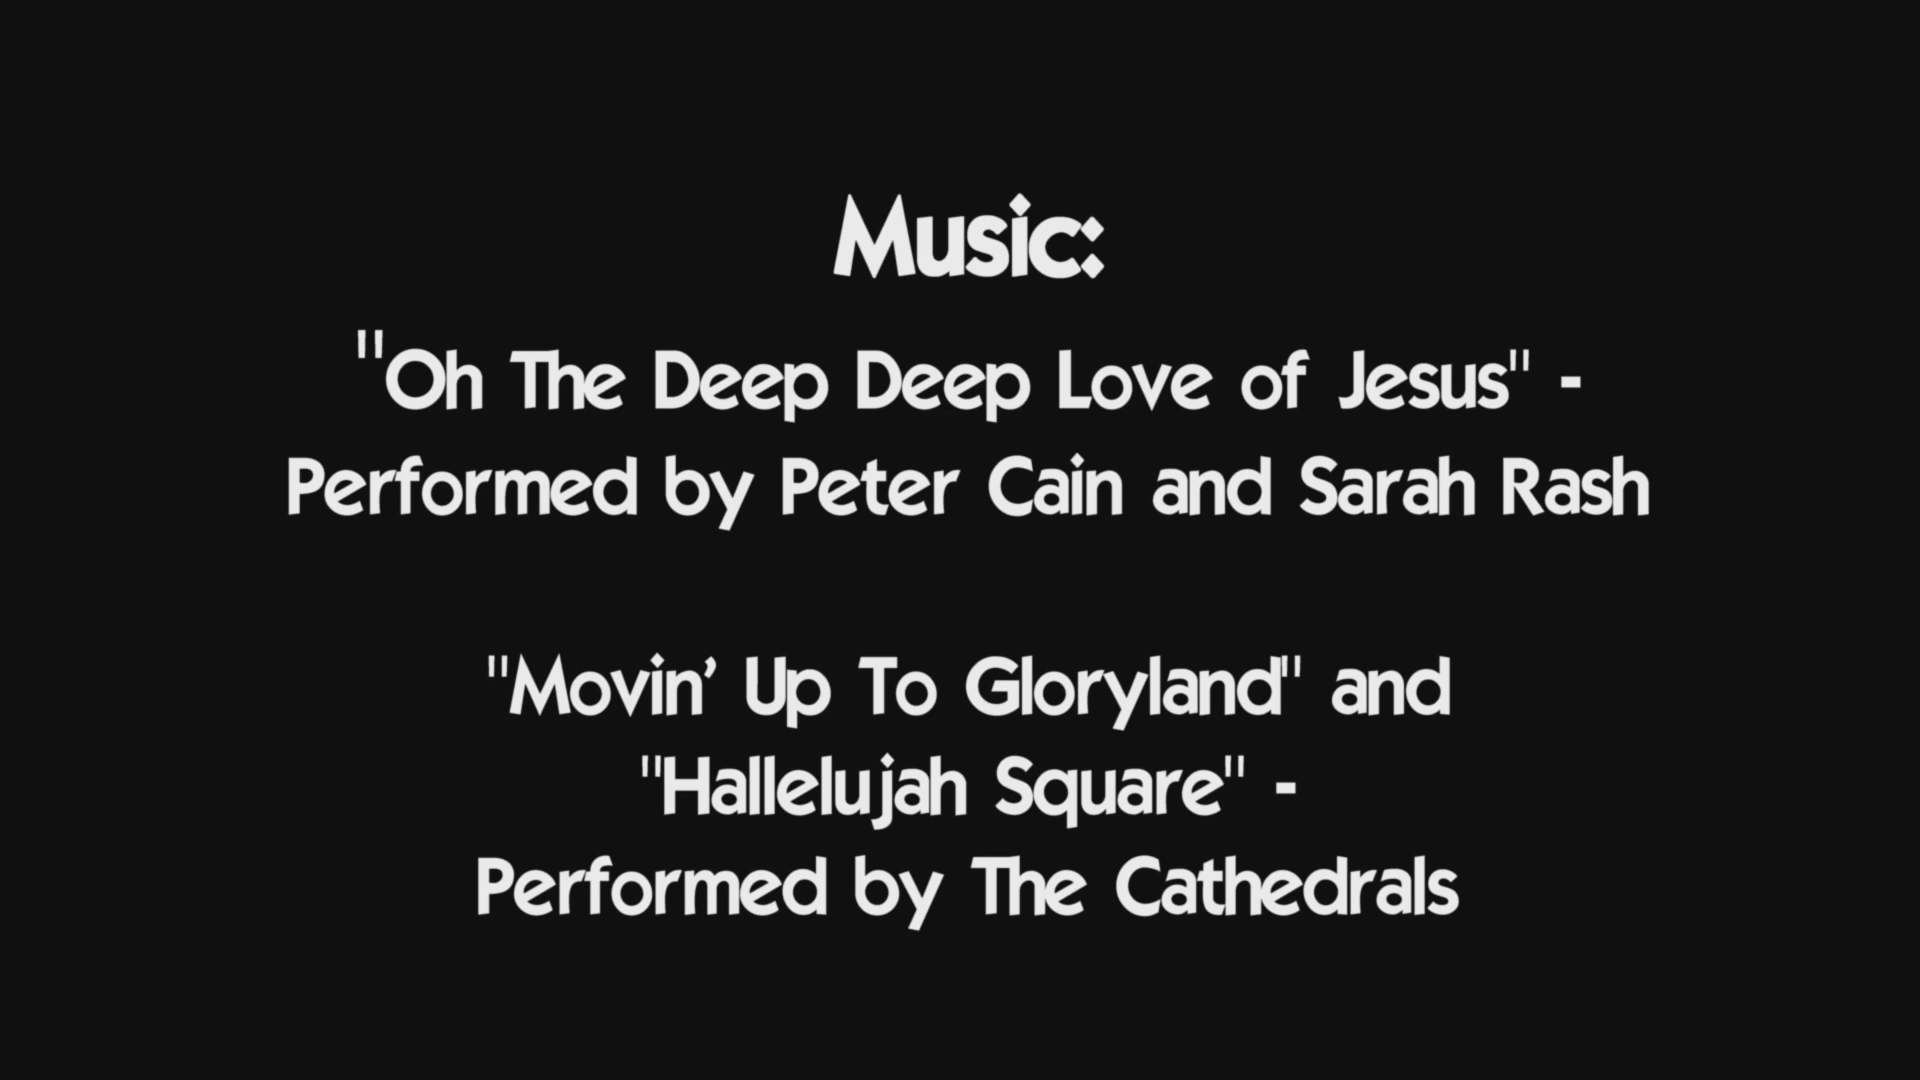 Music:
"Oh The Deep Deep Love of Jesus" -
Performed by Peter Cain and Sarah Rash
"Movin' Up To Gloryland" and
"Hallelujah Square" -
Performed by The Cathedrals